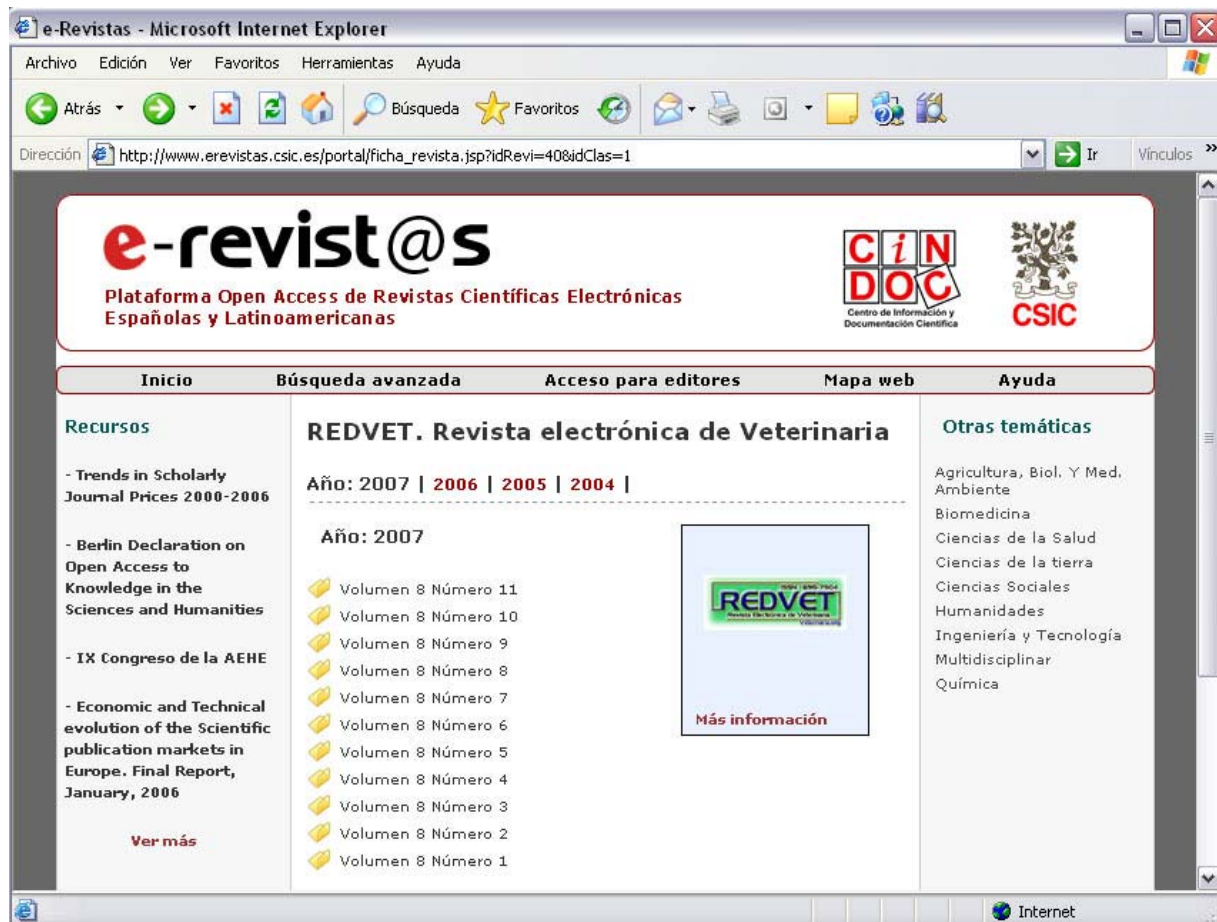 e-Revistas - Microsoft Internet Explorer
Archivo Edición Ver Favoritos Herramientas Ayuda
Atrás Búsqueda Favoritos
Dirección http://www.erevistas.csic.es/portal/ficha_revista.jsp?idRevi=40&idClas=1 Ir Vínculos »
e-revist@s
Plataforma Open Access de Revistas Científicas Electrónicas
Españolas y Latinoamericanas
CiN
DOC
Centro de Información y
Documentación Científica
CSIC
Inicio Búsqueda avanzada Acceso para editores Mapa web Ayuda
Recursos
- Trends in Scholarly
Journal Prices 2000-2006
- Berlin Declaration on
Open Access to
Knowledge in the
Sciences and Humanities
- IX Congreso de la AEHE
- Economic and Technical
evolution of the Scientific
publication markets in
Europe. Final Report,
January, 2006
Ver más
REDVET. Revista electrónica de Veterinaria
Año: 2007 | 2006 | 2005 | 2004 |
Año: 2007
Volumen 8 Número 11
Volumen 8 Número 10
Volumen 8 Número 9
Volumen 8 Número 8
Volumen 8 Número 7
Volumen 8 Número 6
Volumen 8 Número 5
Volumen 8 Número 4
Volumen 8 Número 3
Volumen 8 Número 2
Volumen 8 Número 1
REDVET
Revista Electrónica de Veterinaria
Más información
Otras temáticas
Agricultura, Biol. Y Med.
Ambiente
Biomedicina
Ciencias de la Salud
Ciencias de la tierra
Ciencias Sociales
Humanidades
Ingeniería y Tecnología
Multidisciplinar
Química
Internet